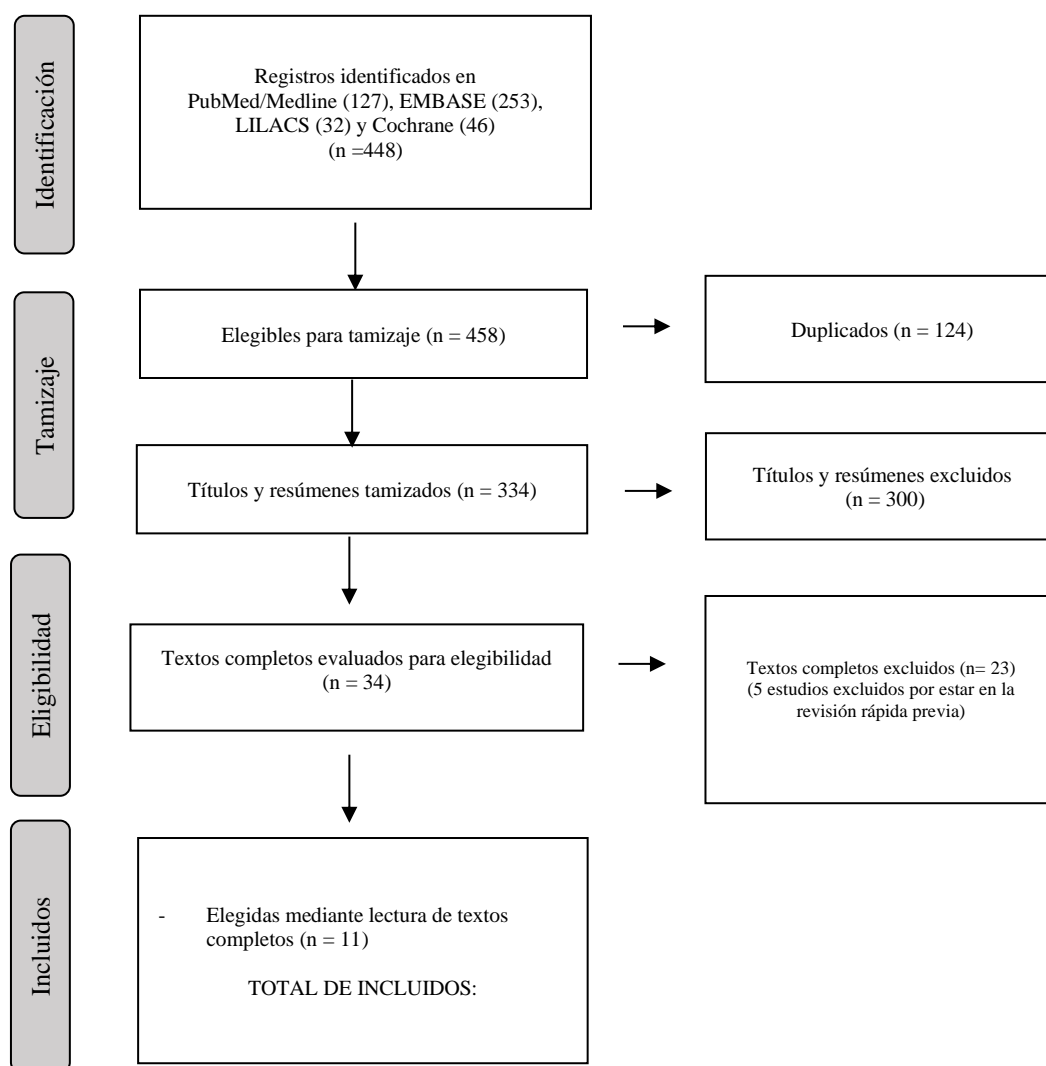 Identificación
Registros identificados en
PubMed/Medline (127), EMBASE (253),
LILACS (32) y Cochrane (46)
(n =448)
Tamizaje
Elegibles para tamizaje (n = 458)
Duplicados (n = 124)
Títulos y resúmenes tamizados (n = 334)
Títulos y resúmenes excluidos
(n = 300)
Eligibilidad
Textos completos evaluados para elegibilidad
(n = 34)
Textos completos excluidos (n= 23)
(5 estudios excluidos por estar en la
revisión rápida previa)
Incluidos
- Elegidas mediante lectura de textos
completos (n = 11)
TOTAL DE INCLUIDOS: